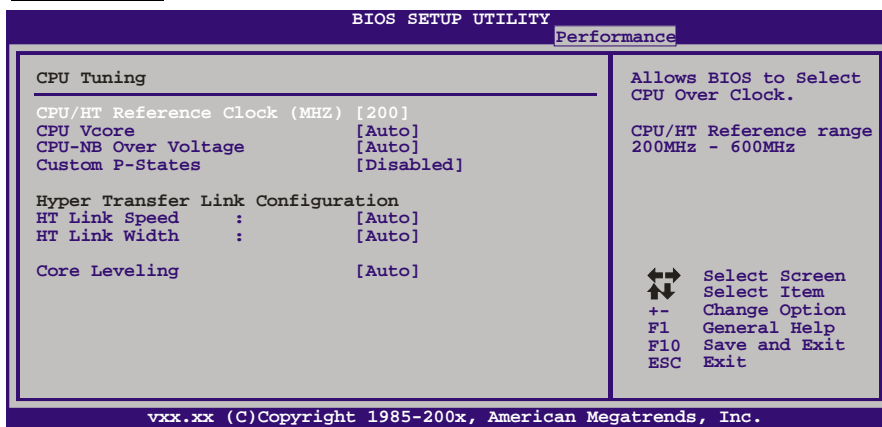 BIOS SETUP UTILITY
Performance
CPU Tuning
CPU/HT Reference Clock (MHZ) [200]
CPU Vcore [Auto]
CPU-NB Over Voltage [Auto]
Custom P-States [Disabled]
Hyper Transfer Link Configuration
HT Link Speed : [Auto]
HT Link Width : [Auto]
Core Leveling [Auto]
Allows BIOS to Select
CPU Over Clock.
CPU/HT Reference range
200MHz - 600MHz
Select Screen
Select Item
+- Change Option
F1 General Help
F10 Save and Exit
ESC Exit
vxx.xx (C)Copyright 1985-200x, American Megatrends, Inc.